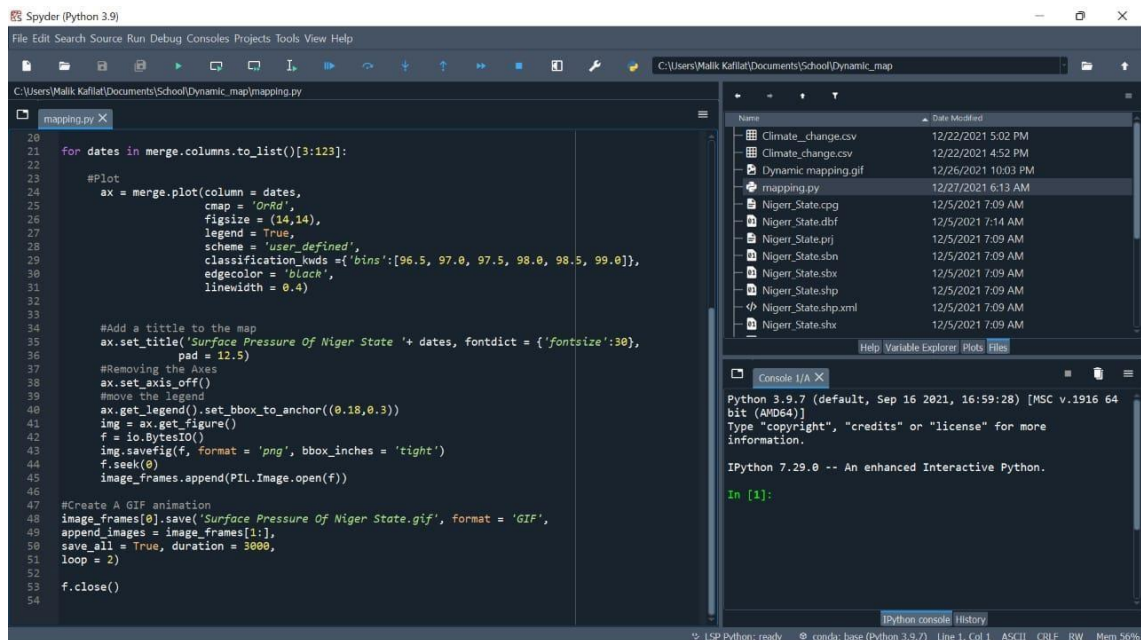 Spyder (Python 3.9)
File Edit Search Source Run Debug Consoles Projects Tools View Help
C:\Users\Malik Kafilat\Documents\School\Dynamic_map
C:\Users\Malik Kafilat\Documents\School\Dynamic_map\mapping.py
mapping.py X
20
21 for dates in merge.columns.to_list()[3:123]:
22
23     #Plot
24       ax = merge.plot(column = dates,
25                       cmap = 'OrRd',
26                       figsize = (14,14),
27                       legend = True,
28                       scheme = 'user_defined',
29                       classification_kwds ={'bins':[96.5, 97.0, 97.5, 98.0, 98.5, 99.0]},
30                       edgecolor = 'black',
31                       linewidth = 0.4)
32
33
34       #Add a tittle to the map
35       ax.set_title('Surface Pressure Of Niger State '+ dates, fontdict = {'fontsize':30},
36                    pad = 12.5)
37       #Removing the Axes
38       ax.set_axis_off()
39       #move the legend
40       ax.get_legend().set_bbox_to_anchor((0.18,0.3))
41       img = ax.get_figure()
42       f = io.BytesIO()
43       img.savefig(f, format = 'png', bbox_inches = 'tight')
44       f.seek(0)
45       image_frames.append(PIL.Image.open(f))
46
47 #Create A GIF animation
48 image_frames[0].save('Surface Pressure Of Niger State.gif', format = 'GIF',
49 append_images = image_frames[1:],
50 save_all = True, duration = 3000,
51 loop = 2)
52
53 f.close()
54
Name Date Modified
Climate__change.csv 12/22/2021 5:02 PM
Climate_change.csv 12/22/2021 4:52 PM
Dynamic mapping.gif 12/26/2021 10:03 PM
mapping.py 12/27/2021 6:13 AM
Nigerr_State.cpg 12/5/2021 7:09 AM
Nigerr_State.dbf 12/5/2021 7:14 AM
Nigerr_State.prj 12/5/2021 7:09 AM
Nigerr_State.sbn 12/5/2021 7:09 AM
Nigerr_State.sbx 12/5/2021 7:09 AM
Nigerr_State.shp 12/5/2021 7:09 AM
Nigerr_State.shp.xml 12/5/2021 7:09 AM
Nigerr_State.shx 12/5/2021 7:09 AM
Help Variable Explorer Plots Files
Console 1/A X
Python 3.9.7 (default, Sep 16 2021, 16:59:28) [MSC v.1916 64
bit (AMD64)]
Type "copyright", "credits" or "license" for more
information.
IPython 7.29.0 -- An enhanced Interactive Python.
In [1]:
IPython console History
LSP Python: ready conda: base (Python 3.9.7) Line 1, Col 1 ASCII CRLF RW Mem 56%